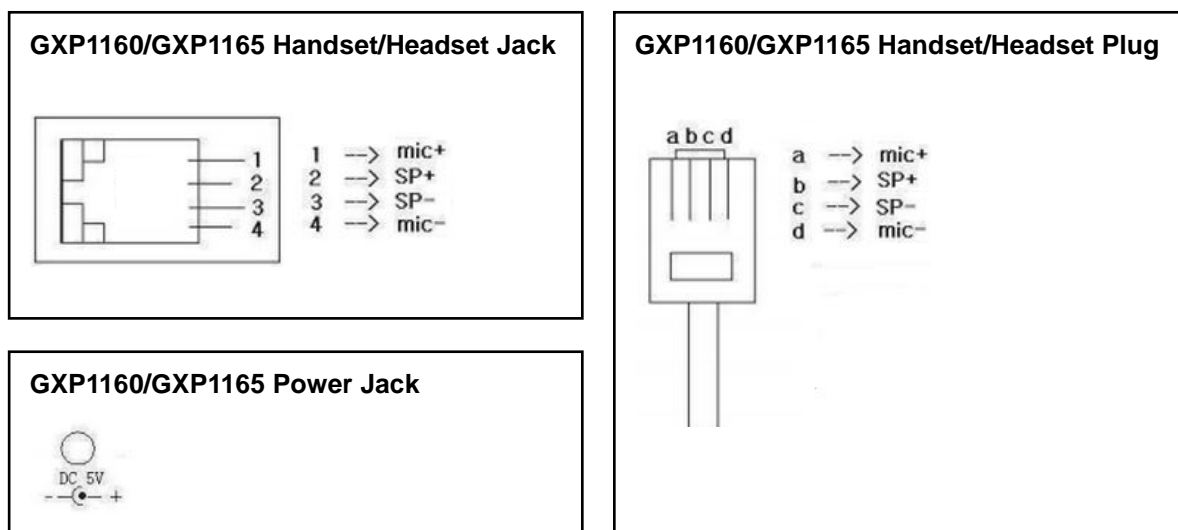 GXP1160/GXP1165 Handset/Headset Jack
1
2
3
4
1 --> mic+
2 --> SP+
3 --> SP-
4 --> mic-
GXP1160/GXP1165 Power Jack
DC 5V
- +
GXP1160/GXP1165 Handset/Headset Plug
a b c d
a --> mic+
b --> SP+
c --> SP-
d --> mic-